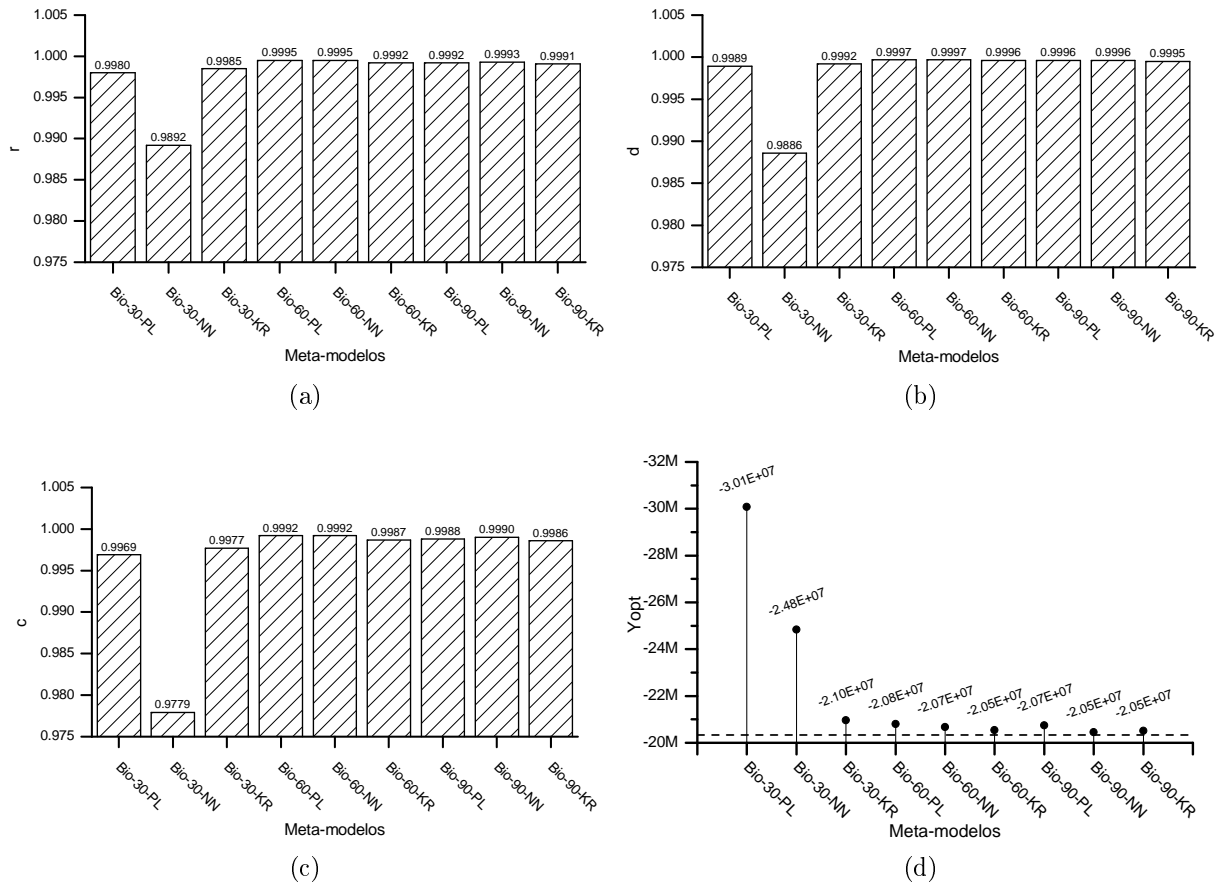 1.005
1.000
0.995
0.990
0.985
0.980
0.975
r
0.9980
0.9892
0.9985
0.9995
0.9995
0.9992
0.9992
0.9993
0.9991
Bio-30-PL
Bio-30-NN
Bio-30-KR
Bio-60-PL
Bio-60-NN
Bio-60-KR
Bio-90-PL
Bio-90-NN
Bio-90-KR
Meta-modelos
(a)
1.005
1.000
0.995
0.990
0.985
0.980
0.975
d
0.9989
0.9886
0.9992
0.9997
0.9997
0.9996
0.9996
0.9996
0.9995
Bio-30-PL
Bio-30-NN
Bio-30-KR
Bio-60-PL
Bio-60-NN
Bio-60-KR
Bio-90-PL
Bio-90-NN
Bio-90-KR
Meta-modelos
(b)
1.005
1.000
0.995
0.990
0.985
0.980
0.975
c
0.9969
0.9779
0.9977
0.9992
0.9992
0.9987
0.9988
0.9990
0.9986
Bio-30-PL
Bio-30-NN
Bio-30-KR
Bio-60-PL
Bio-60-NN
Bio-60-KR
Bio-90-PL
Bio-90-NN
Bio-90-KR
Meta-modelos
(c)
-32M
-30M
-28M
-26M
-24M
-22M
-20M
Yopt
-3.01E+07
-2.48E+07
-2.10E+07
-2.08E+07
-2.07E+07
-2.05E+07
-2.07E+07
-2.05E+07
-2.05E+07
Bio-30-PL
Bio-30-NN
Bio-30-KR
Bio-60-PL
Bio-60-NN
Bio-60-KR
Bio-90-PL
Bio-90-NN
Bio-90-KR
Meta-modelos
(d)